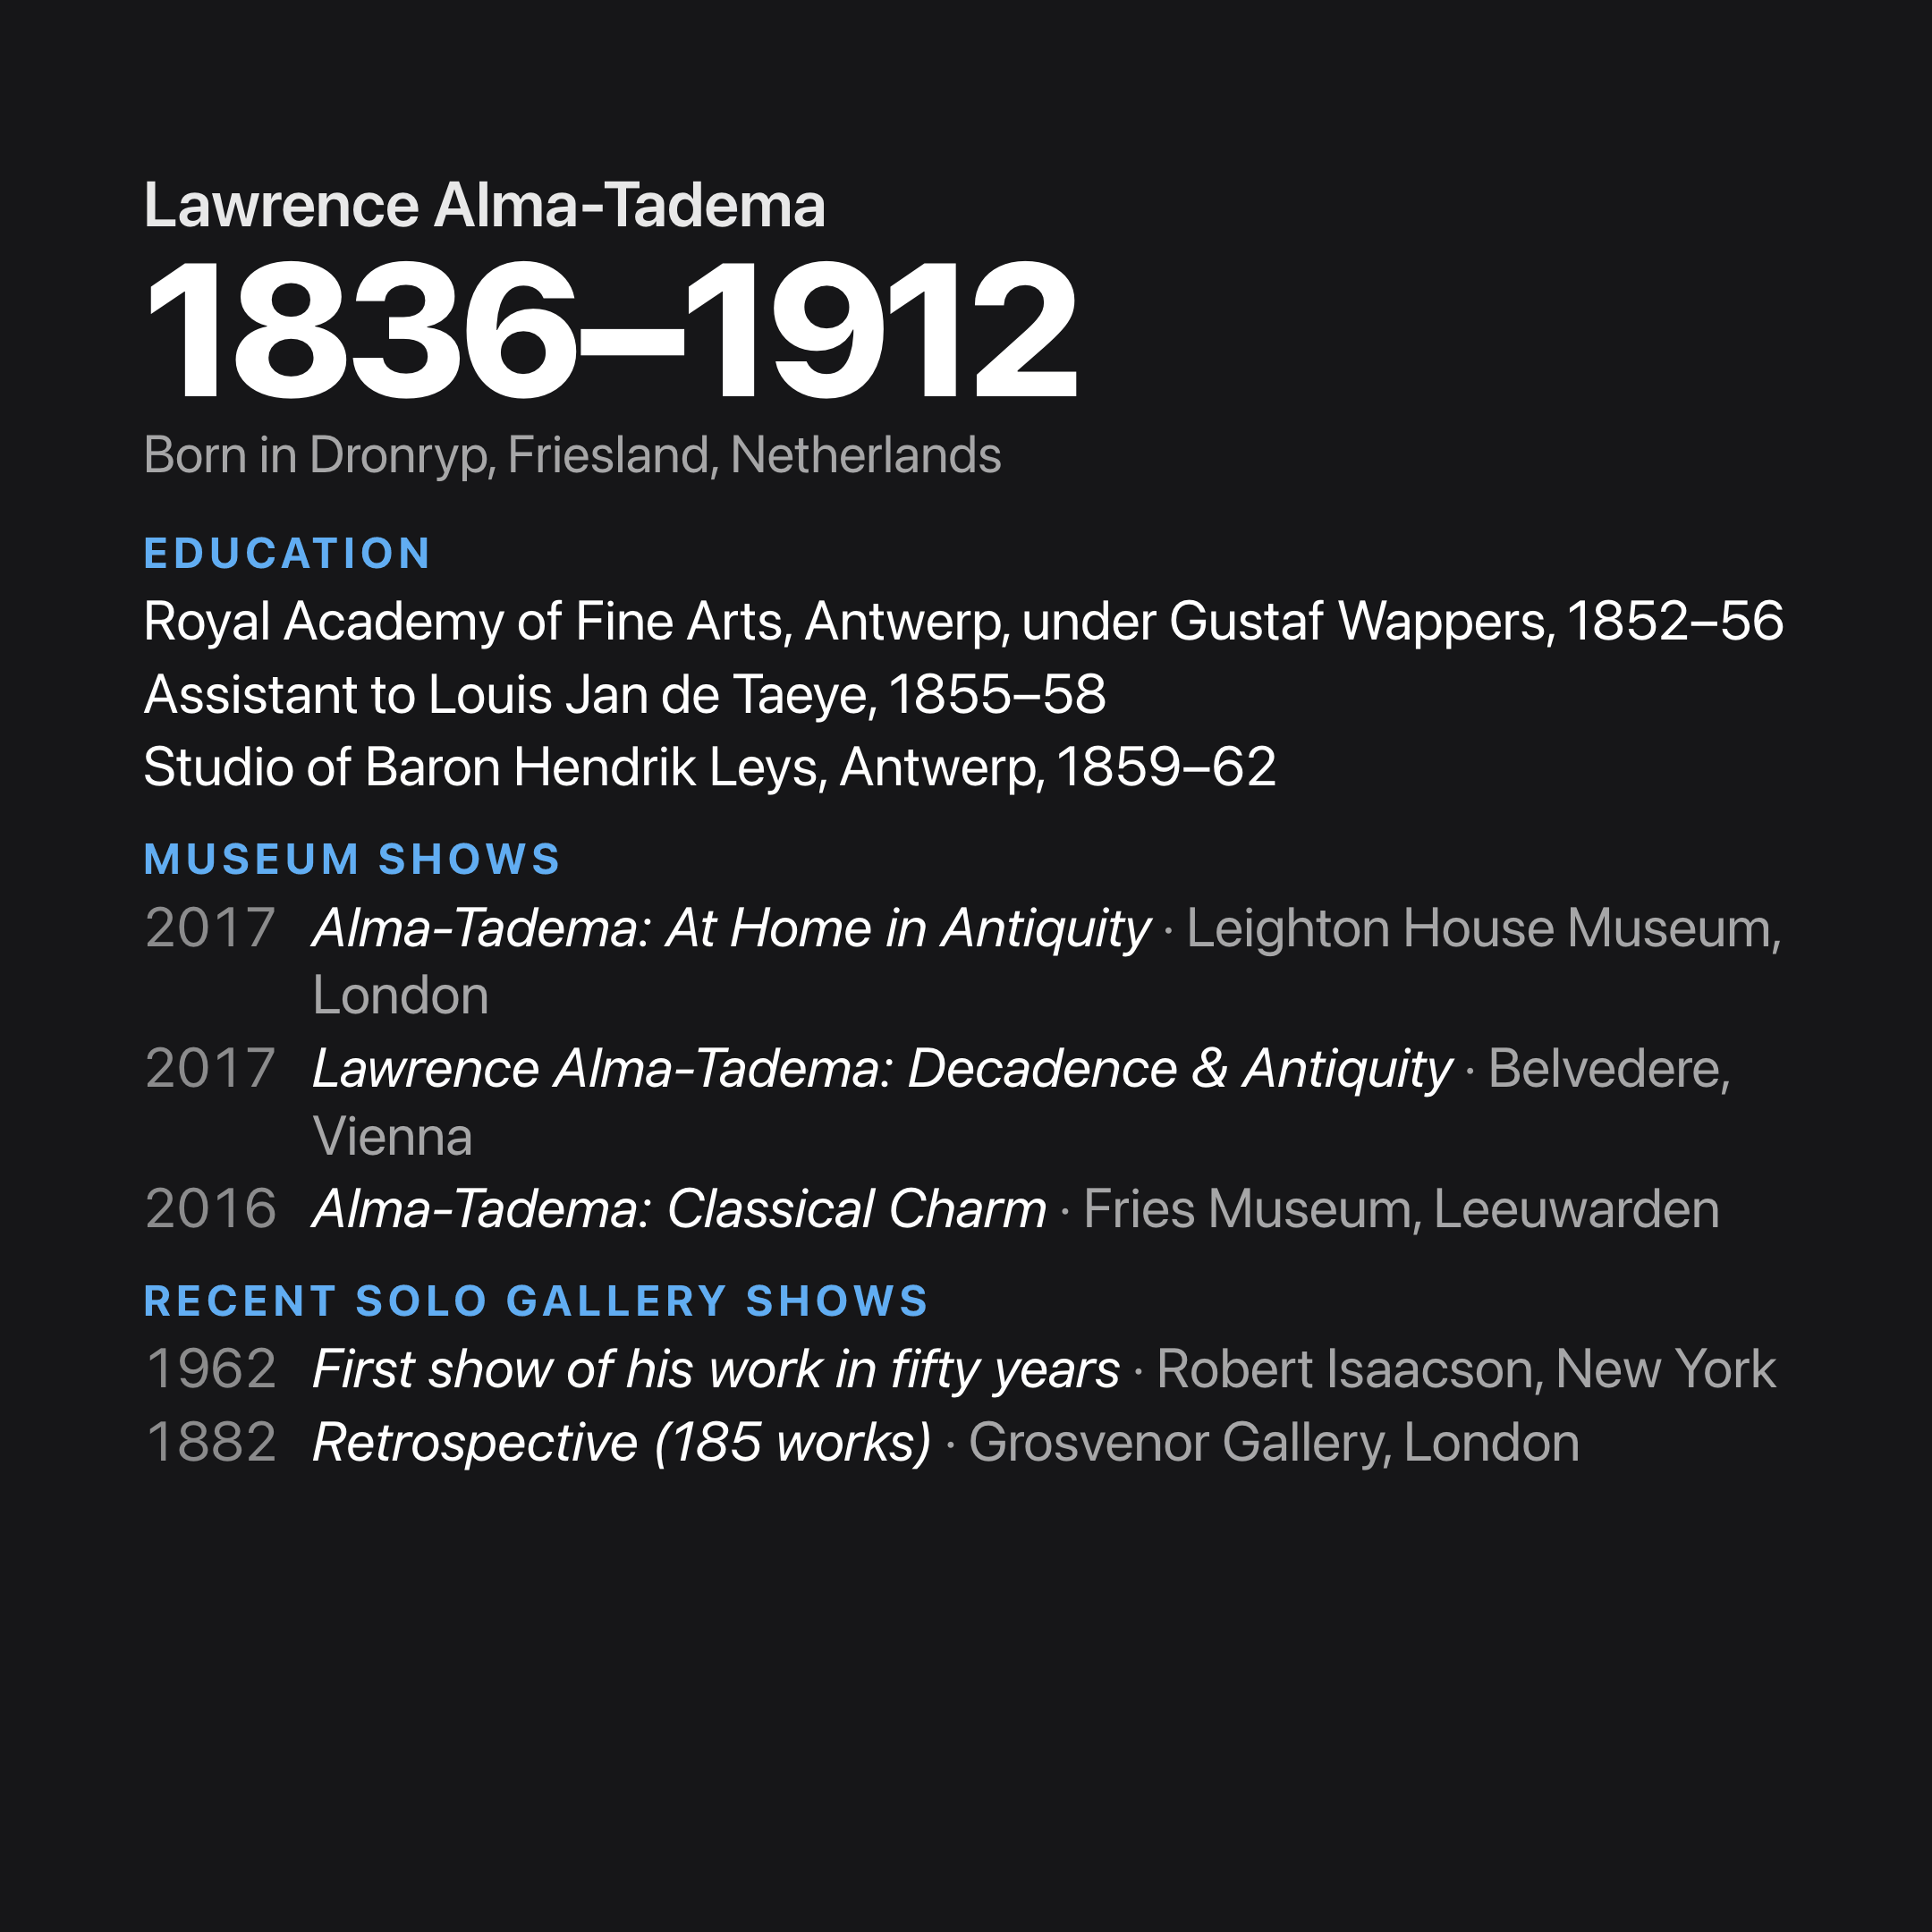 Lawrence Alma-Tadema
1836–1912
Born in Dronryp, Friesland, Netherlands
EDUCATION
Royal Academy of Fine Arts, Antwerp, under Gustaf Wappers, 1852–56
Assistant to Louis Jan de Taeye, 1855–58
Studio of Baron Hendrik Leys, Antwerp, 1859–62
MUSEUM SHOWS
2017 Alma-Tadema: At Home in Antiquity · Leighton House Museum,
London
2017 Lawrence Alma-Tadema: Decadence & Antiquity · Belvedere,
Vienna
2016 Alma-Tadema: Classical Charm · Fries Museum, Leeuwarden
RECENT SOLO GALLERY SHOWS
1962 First show of his work in fifty years · Robert Isaacson, New York
1882 Retrospective (185 works) · Grosvenor Gallery, London